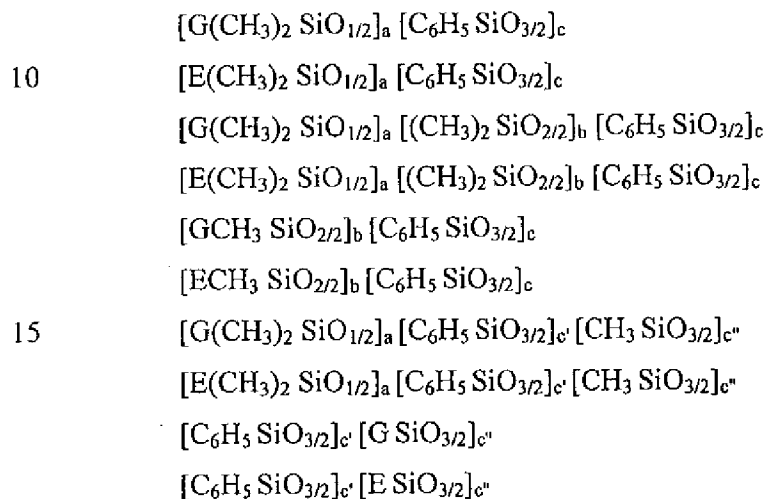 [G(CH₃)₂ SiO₁/₂]ₐ [C₆H₅ SiO₃/₂]c
10 [E(CH₃)₂ SiO₁/₂]ₐ [C₆H₅ SiO₃/₂]c
[G(CH₃)₂ SiO₁/₂]ₐ [(CH₃)₂ SiO₂/₂]b [C₆H₅ SiO₃/₂]c
[E(CH₃)₂ SiO₁/₂]ₐ [(CH₃)₂ SiO₂/₂]b [C₆H₅ SiO₃/₂]c
[GCH₃ SiO₂/₂]b [C₆H₅ SiO₃/₂]c
[ECH₃ SiO₂/₂]b [C₆H₅ SiO₃/₂]c
15 [G(CH₃)₂ SiO₁/₂]ₐ [C₆H₅ SiO₃/₂]c' [CH₃ SiO₃/₂]c"
[E(CH₃)₂ SiO₁/₂]ₐ [C₆H₅ SiO₃/₂]c' [CH₃ SiO₃/₂]c"
[C₆H₅ SiO₃/₂]c' [G SiO₃/₂]c"
[C₆H₅ SiO₃/₂]c' [E SiO₃/₂]c"